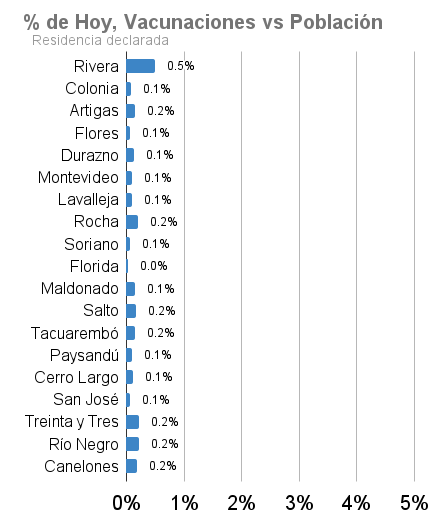 % de Hoy, Vacunaciones vs Población
Residencia declarada
Rivera 0.5%
Colonia 0.1%
Artigas 0.2%
Flores 0.1%
Durazno 0.1%
Montevideo 0.1%
Lavalleja 0.1%
Rocha 0.2%
Soriano 0.1%
Florida 0.0%
Maldonado 0.1%
Salto 0.2%
Tacuarembó 0.2%
Paysandú 0.1%
Cerro Largo 0.1%
San José 0.1%
Treinta y Tres 0.2%
Río Negro 0.2%
Canelones 0.2%
0% 1% 2% 3% 4% 5%